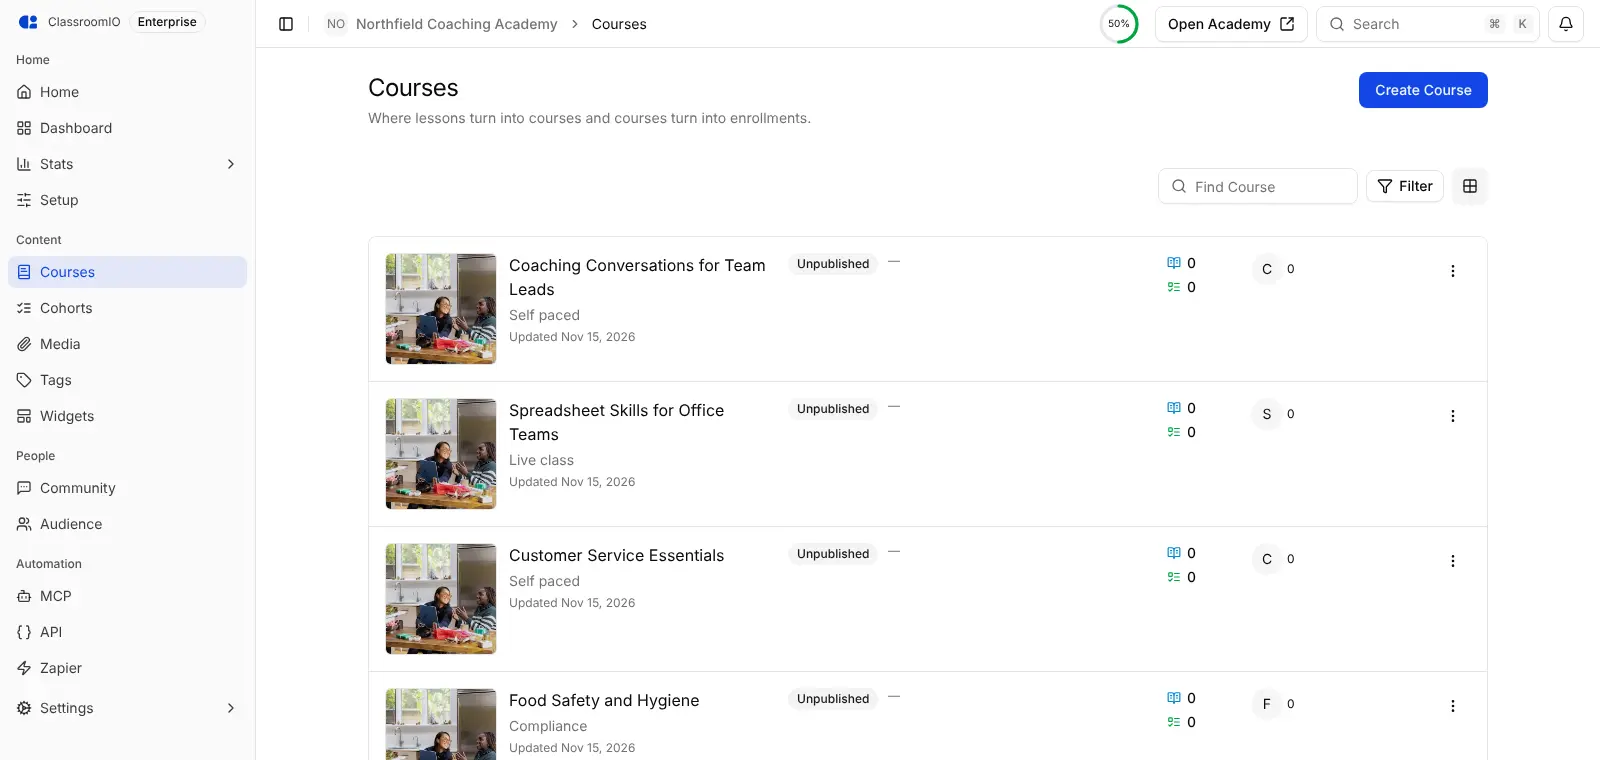 ClassroomIO Enterprise
Home
Home
Dashboard
Stats
Setup
Content
Courses
Cohorts
Media
Tags
Widgets
People
Community
Audience
Automation
MCP
API
Zapier
Settings
NO Northfield Coaching Academy > Courses
50%
Open Academy
Search ⌘ K
Courses
Where lessons turn into courses and courses turn into enrollments.
Create Course
Find Course
Filter
Coaching Conversations for Team
Leads
Self paced
Updated Nov 15, 2026
Unpublished —
0
0
C 0
Spreadsheet Skills for Office
Teams
Live class
Updated Nov 15, 2026
Unpublished —
0
0
S 0
Customer Service Essentials
Self paced
Updated Nov 15, 2026
Unpublished —
0
0
C 0
Food Safety and Hygiene
Compliance
Updated Nov 15, 2026
Unpublished —
0
0
F 0